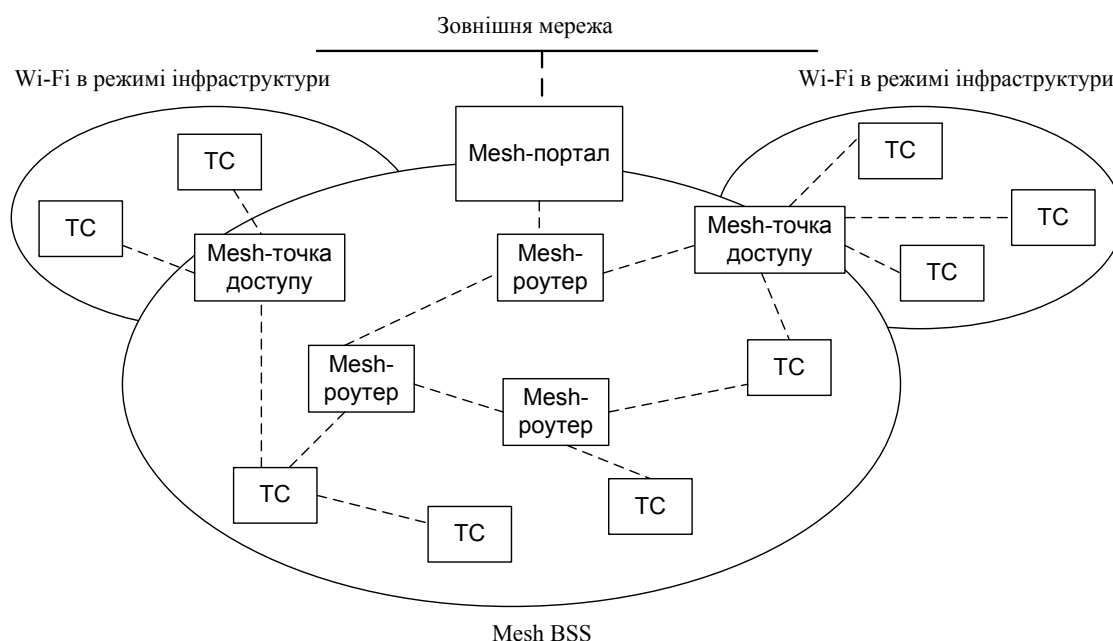 Зовнішня мережа
Wi-Fi в режимі інфраструктури
Wi-Fi в режимі інфраструктури
Mesh-портал
ТС
ТС
ТС
ТС
ТС
Mesh-точка
доступу
Mesh-
роутер
Mesh-точка
доступу
Mesh-
роутер
ТС
Mesh-
роутер
ТС
ТС
ТС
Mesh BSS